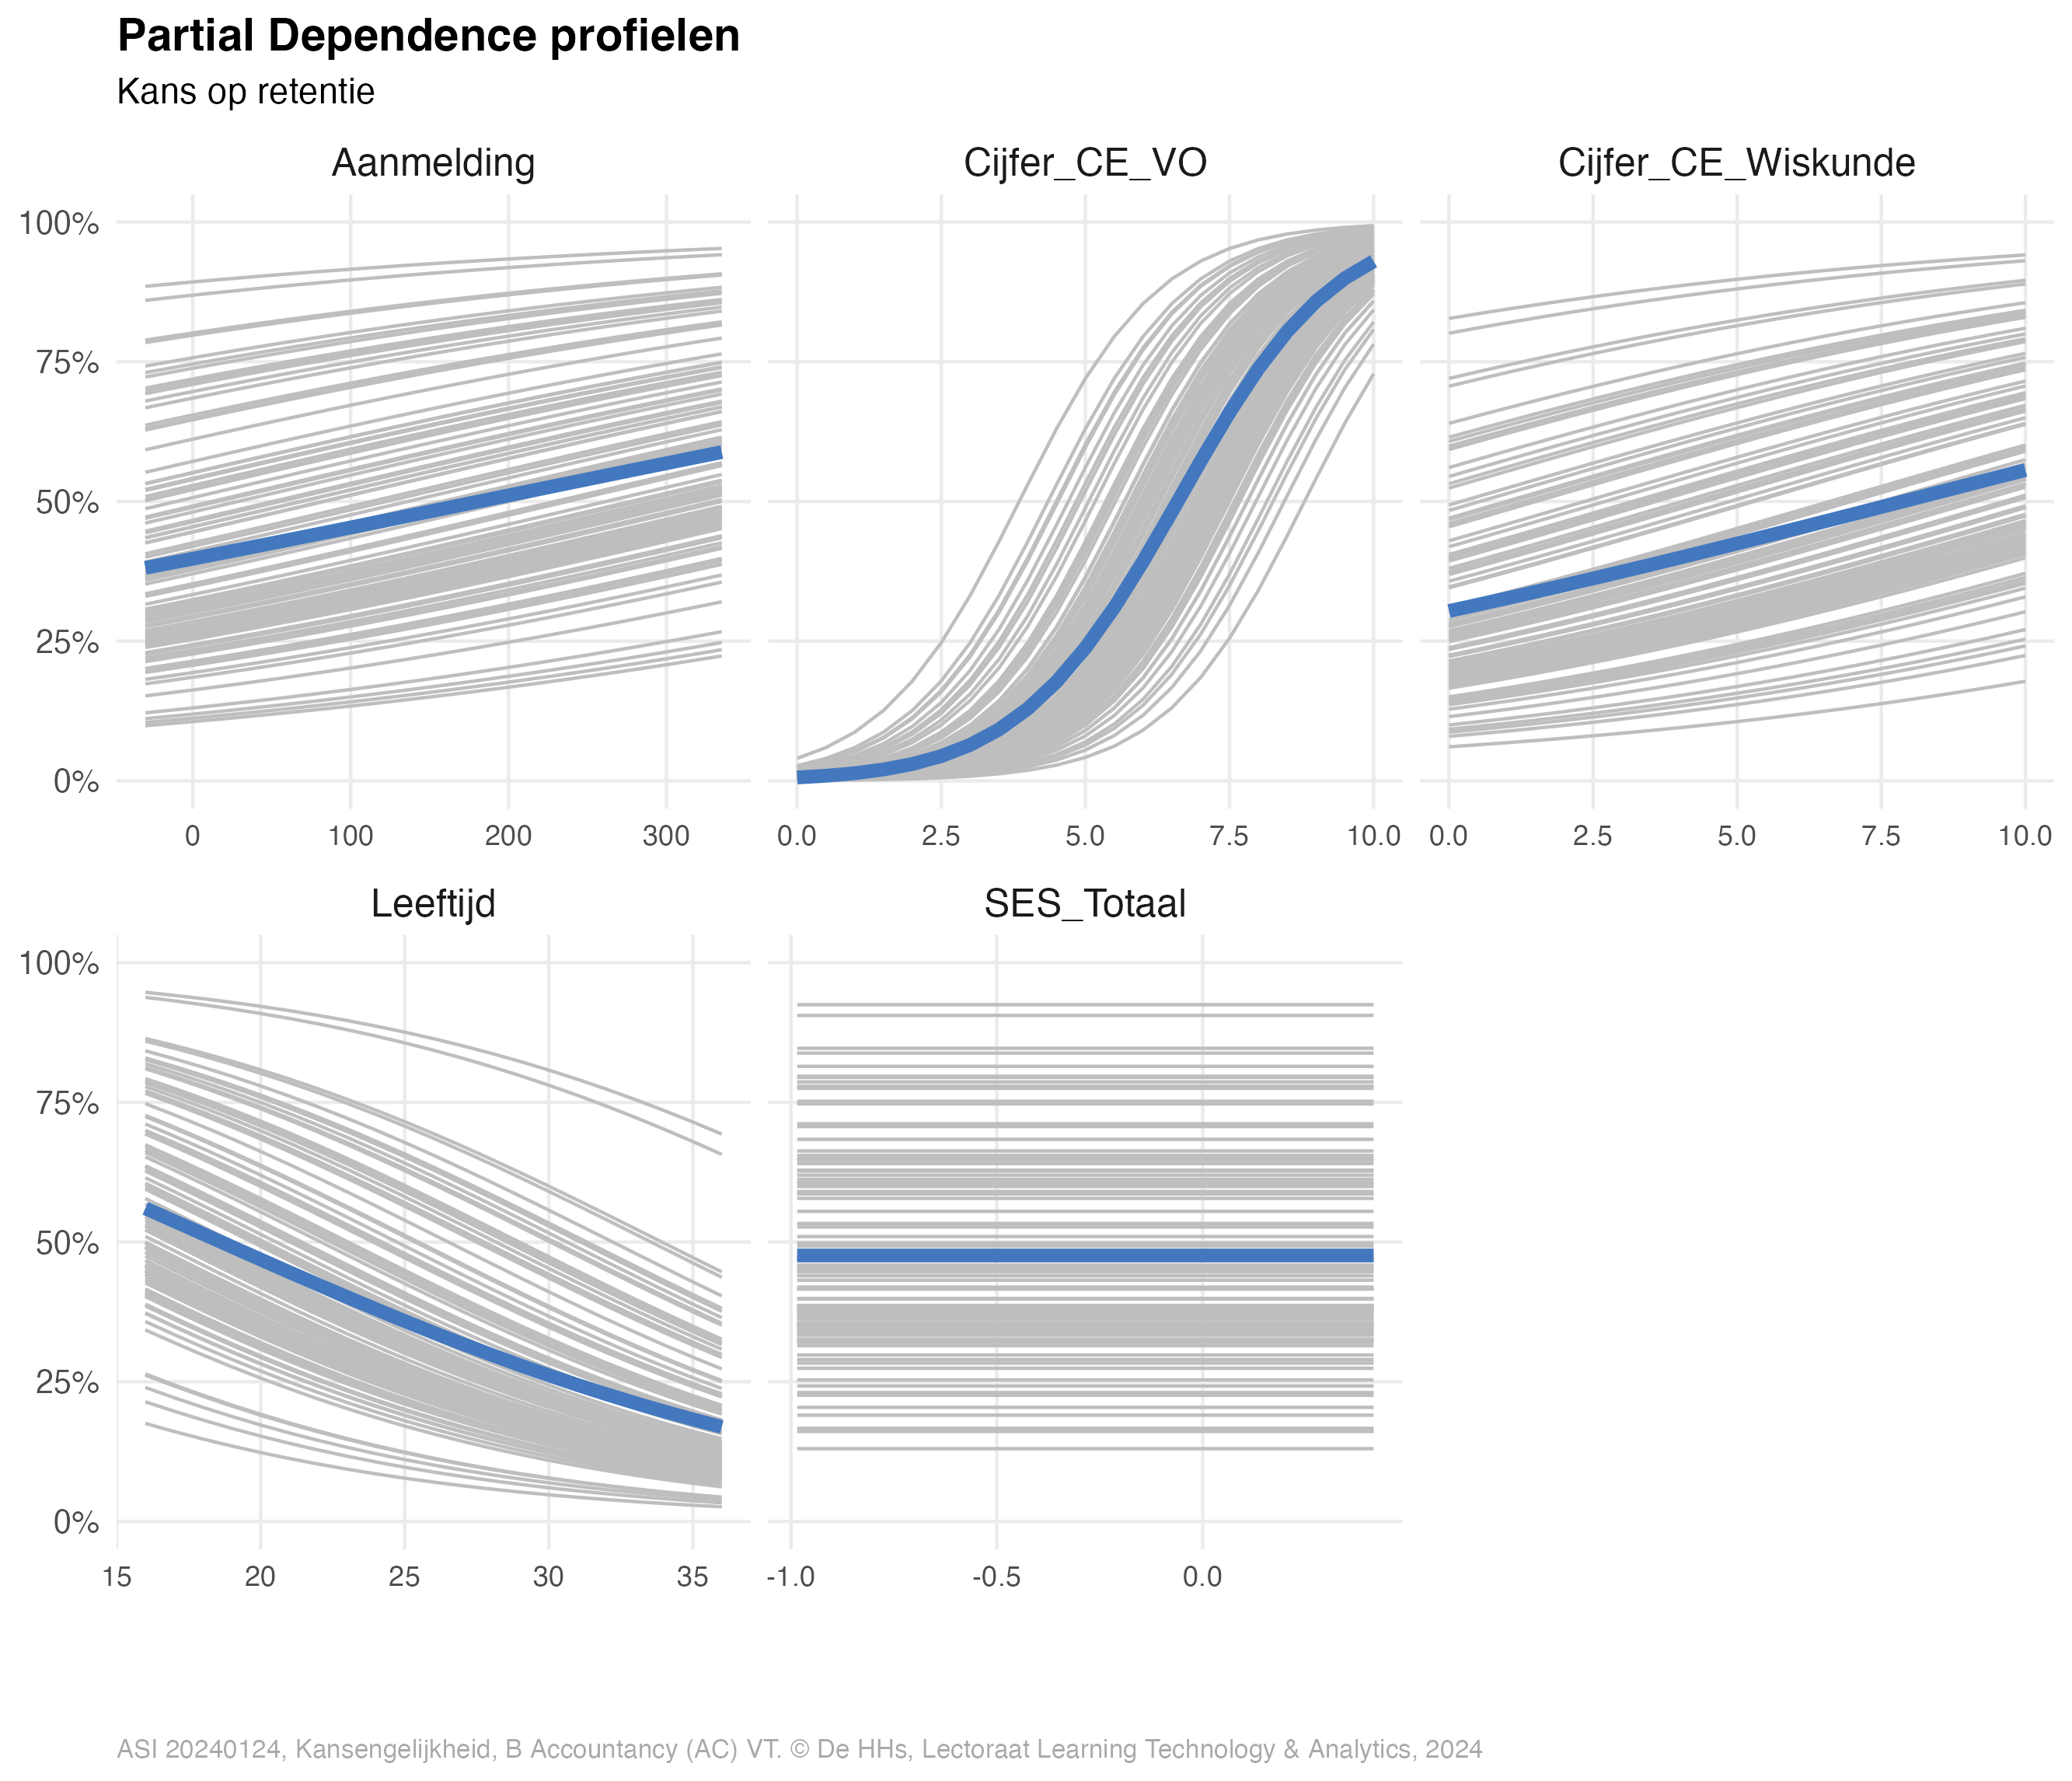 Partial Dependence profielen
Kans op retentie
Aanmelding Cijfer_CE_VO Cijfer_CE_Wiskunde
100%
75%
50%
25%
0%
0 100 200 300 0.0 2.5 5.0 7.5 10.0 0.0 2.5 5.0 7.5 10.0
Leeftijd SES_Totaal
100%
75%
50%
25%
0%
15 20 25 30 35 -1.0 -0.5 0.0
ASI 20240124, Kansengelijkheid, B Accountancy (AC) VT. © De HHs, Lectoraat Learning Technology & Analytics, 2024